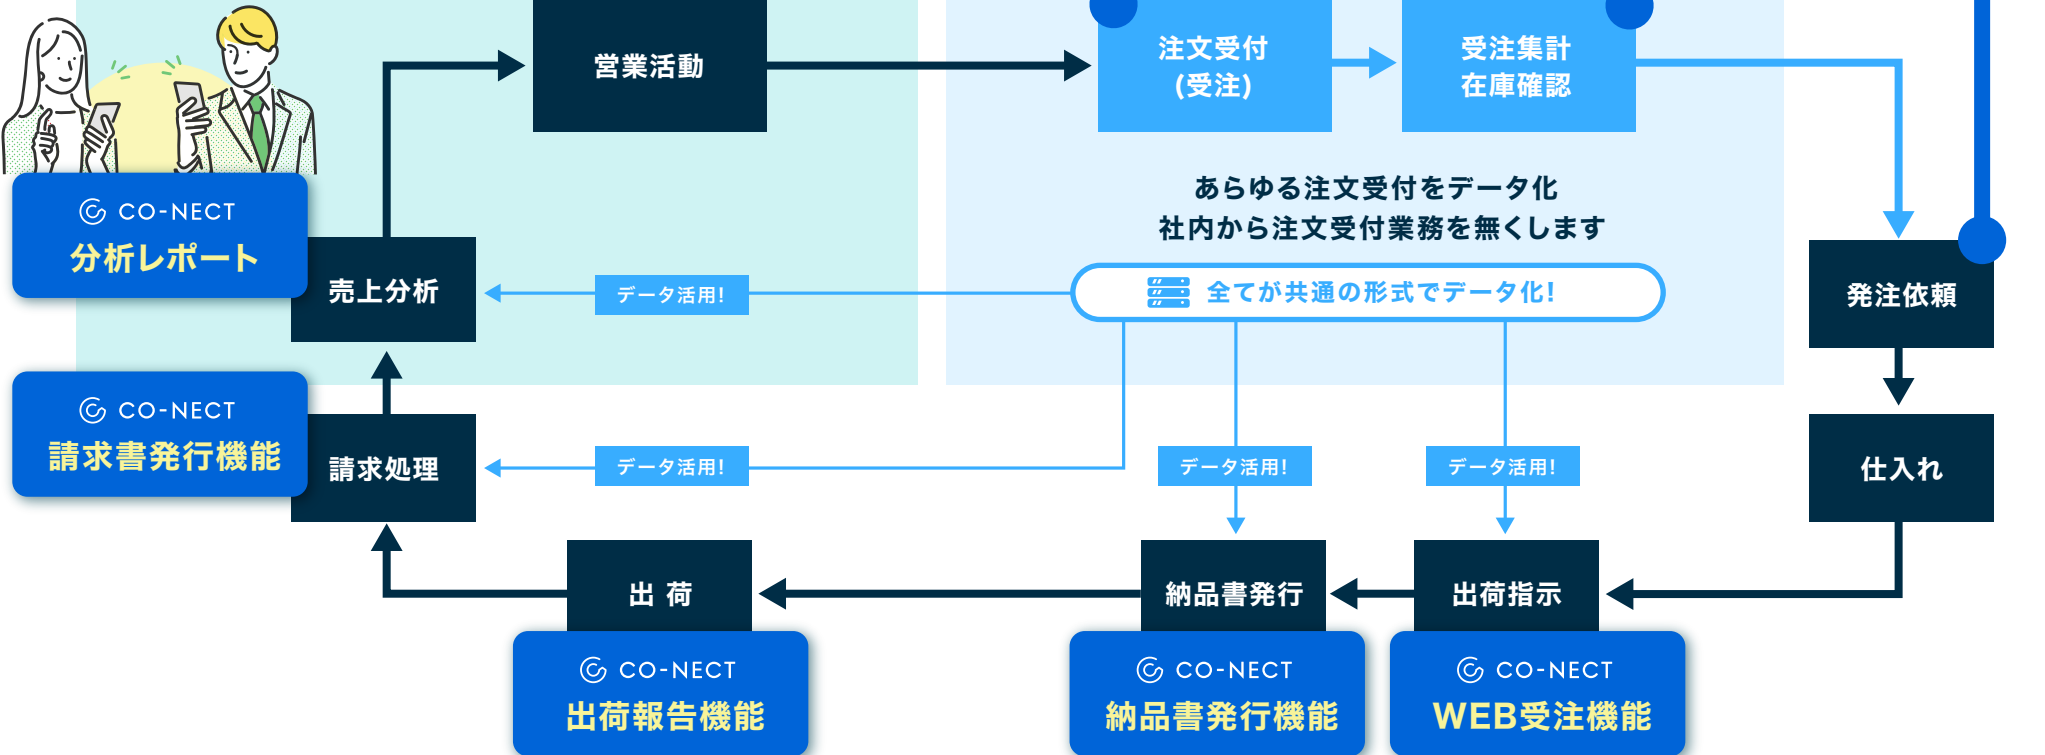 営業活動
注文受付
(受注)
受注集計
在庫確認
あらゆる注文受付をデータ化
社内から注文受付業務を無くします
CO-NECT
分析レポート
売上分析
データ活用!
全てが共通の形式でデータ化!
発注依頼
CO-NECT
請求書発行機能
請求処理
データ活用!
データ活用!
データ活用!
仕入れ
出 荷
納品書発行
出荷指示
CO-NECT
出荷報告機能
CO-NECT
納品書発行機能
CO-NECT
WEB受注機能